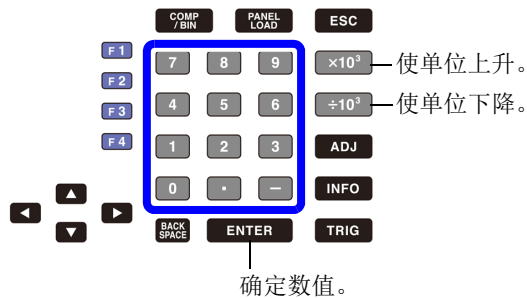 COMP
/BIN
PANEL
LOAD
ESC
F1
7 8 9 ×10³ 使单位上升。
F2
4 5 6 ÷10³ 使单位下降。
F3
F4
1 2 3 ADJ
0 . − INFO
BACK
SPACE
ENTER TRIG
确定数值。